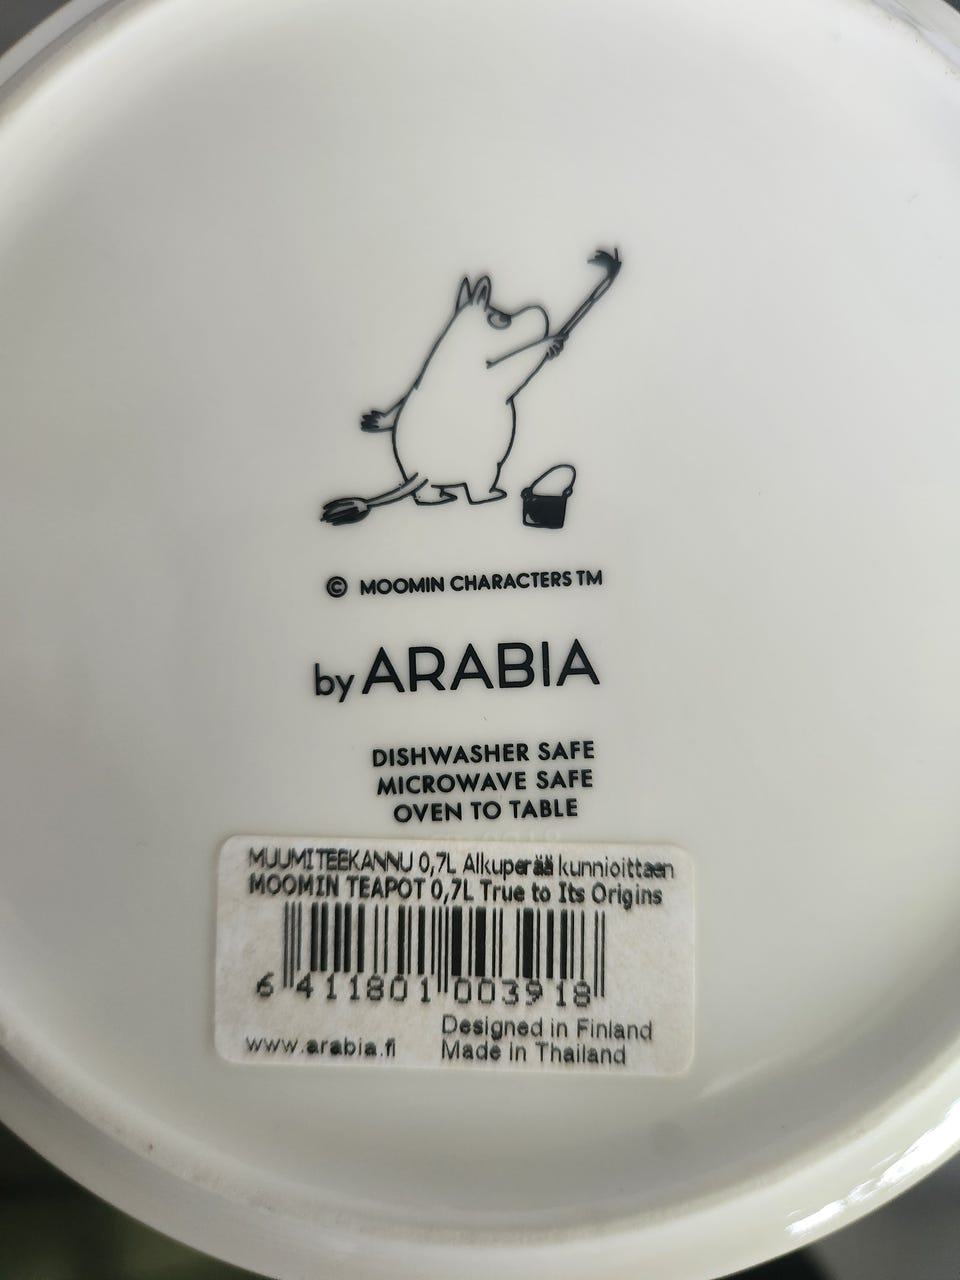 © MOOMIN CHARACTERS TM
by ARABIA
DISHWASHER SAFE
MICROWAVE SAFE
OVEN TO TABLE
MUUMI TEEKANNU 0,7L Alkuperää kunnioittaen
MOOMIN TEAPOT 0,7L True to Its Origins
6 411801 003918
www.arabia.fi
Designed in Finland
Made in Thailand